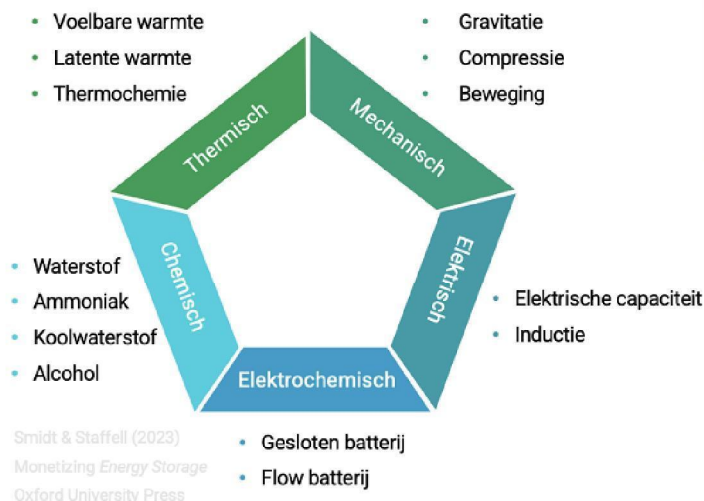 • Voelbare warmte
• Latente warmte
• Thermochemie
• Gravitatie
• Compressie
• Beweging
Thermisch
Mechanisch
Chemisch
Elektrisch
Elektrochemisch
• Waterstof
• Ammoniak
• Koolwaterstof
• Alcohol
• Elektrische capaciteit
• Inductie
• Gesloten batterij
• Flow batterij
Smidt & Staffell (2023)
Monetizing Energy Storage
Oxford University Press